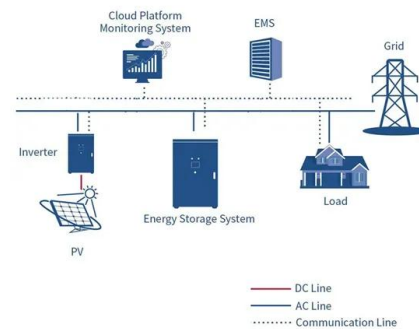 Cloud Platform
Monitoring System
EMS
Grid
Inverter
Energy Storage System
Load
PV
DC Line
AC Line
Communication Line